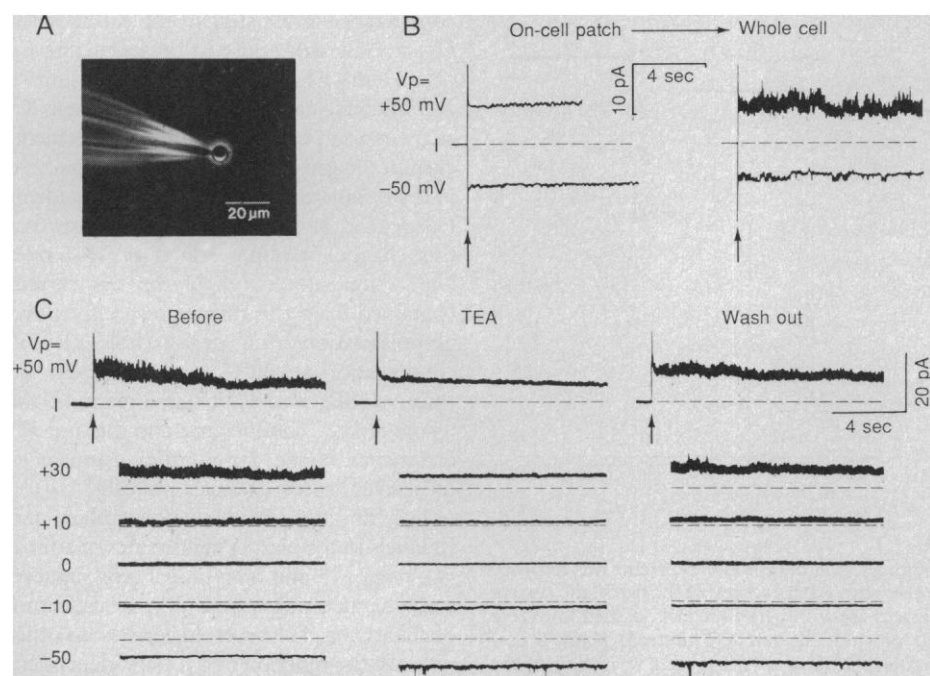 A
20 µm
B
On-cell patch
Whole cell
Vp=
+50 mV
10 pA
4 sec
I
−50 mV
C
Before
TEA
Wash out
Vp=
+50 mV
I
20 pA
4 sec
+30
+10
0
−10
−50